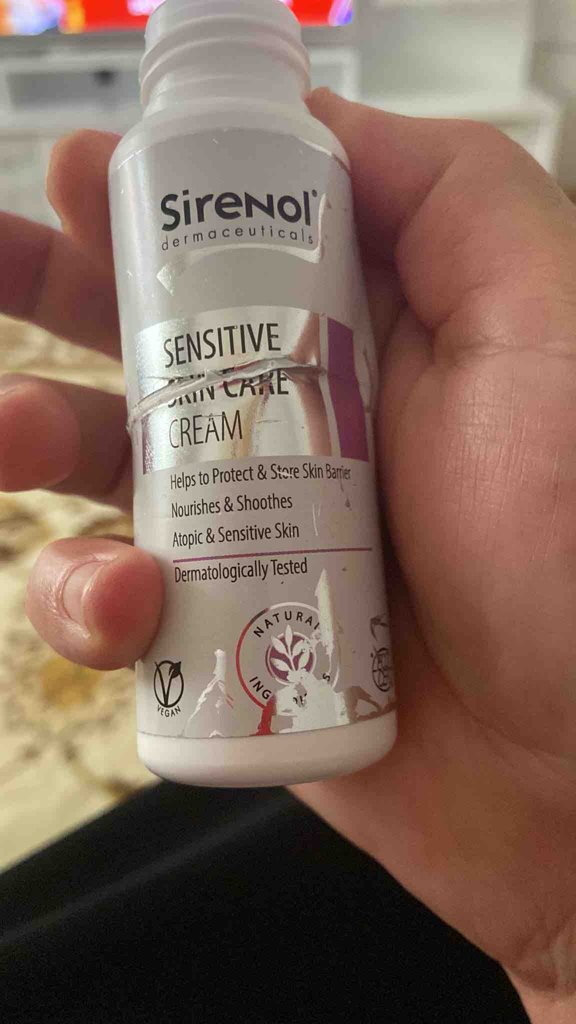 SireNol®
dermaceuticals
SENSITIVE
SKIN CARE
CREAM
Helps to Protect & Store Skin Barrier
Nourishes & Shoothes
Atopic & Sensitive Skin
Dermatologically Tested
NATURAL
VEGAN